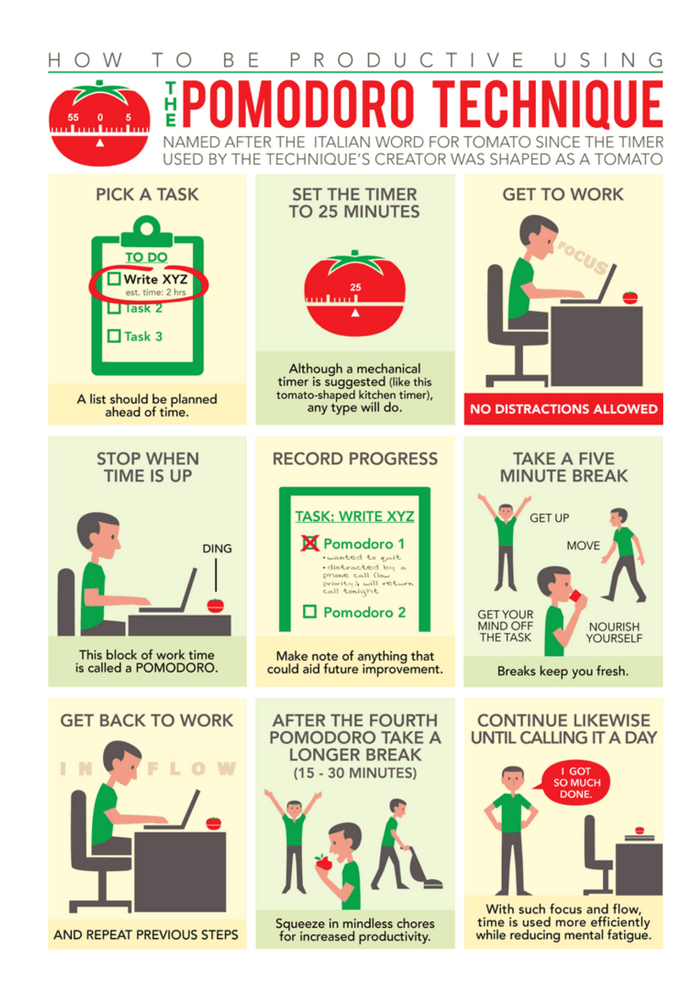 HOW TO BE PRODUCTIVE USING
THE POMODORO TECHNIQUE
55 0 5
NAMED AFTER THE ITALIAN WORD FOR TOMATO SINCE THE TIMER
USED BY THE TECHNIQUE'S CREATOR WAS SHAPED AS A TOMATO
PICK A TASK
TO DO
Write XYZ
est. time: 2 hrs
Task 2
Task 3
A list should be planned
ahead of time.
SET THE TIMER
TO 25 MINUTES
25
Although a mechanical
timer is suggested (like this
tomato-shaped kitchen timer),
any type will do.
GET TO WORK
FOCUS
NO DISTRACTIONS ALLOWED
STOP WHEN
TIME IS UP
DING
This block of work time
is called a POMODORO.
RECORD PROGRESS
TASK: WRITE XYZ
Pomodoro 1
• wanted to quit
• distracted by a
phone call (low
priority); will return
call tonight
Pomodoro 2
Make note of anything that
could aid future improvement.
TAKE A FIVE
MINUTE BREAK
GET UP
MOVE
GET YOUR
MIND OFF
THE TASK
NOURISH
YOURSELF
Breaks keep you fresh.
GET BACK TO WORK
IN FLOW
AND REPEAT PREVIOUS STEPS
AFTER THE FOURTH
POMODORO TAKE A
LONGER BREAK
(15 - 30 MINUTES)
Squeeze in mindless chores
for increased productivity.
CONTINUE LIKEWISE
UNTIL CALLING IT A DAY
I GOT
SO MUCH
DONE.
With such focus and flow,
time is used more efficiently
while reducing mental fatigue.